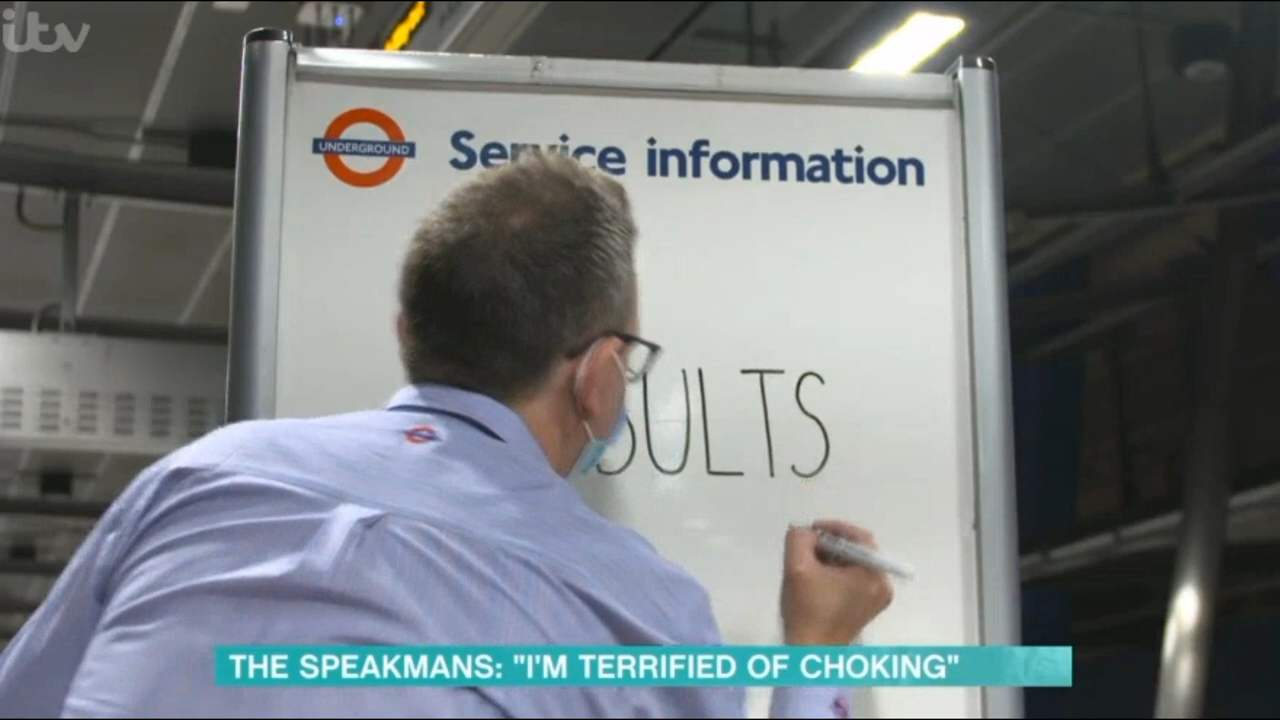 itv
UNDERGROUND
Service information
SULTS
THE SPEAKMANS: "I'M TERRIFIED OF CHOKING"